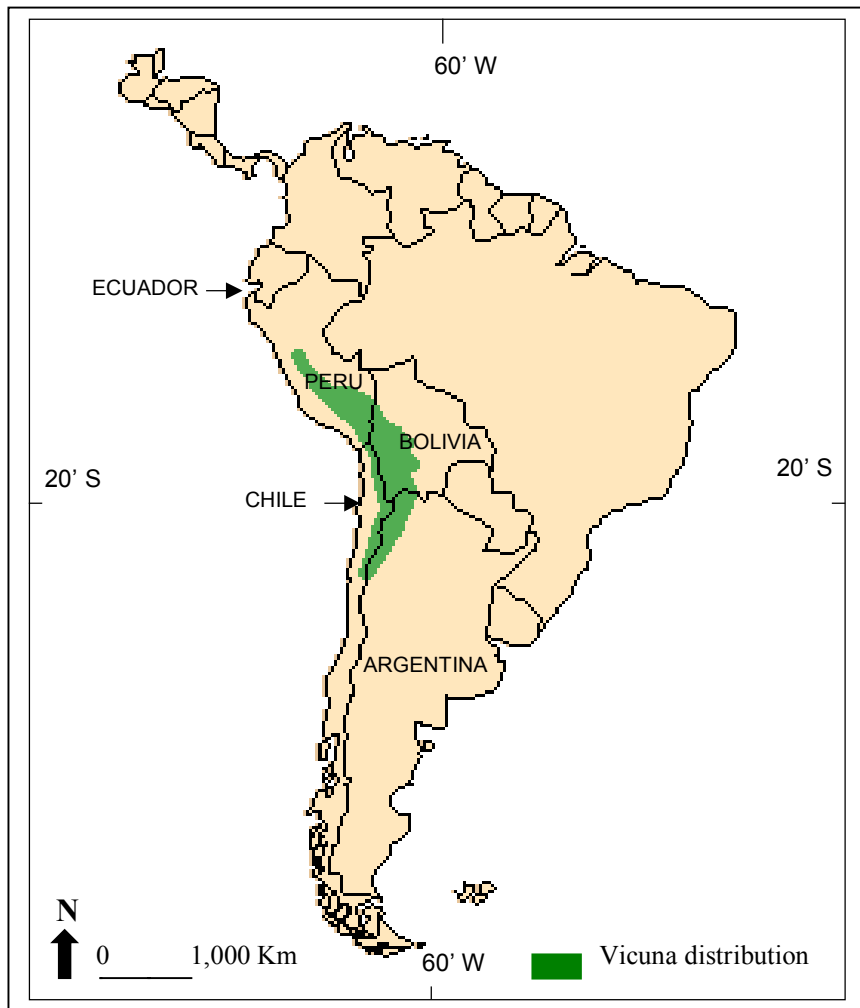 60’ W
ECUADOR
PERU
BOLIVIA
20’ S
20’ S
CHILE
ARGENTINA
N
0 1,000 Km
60’ W
Vicuna distribution